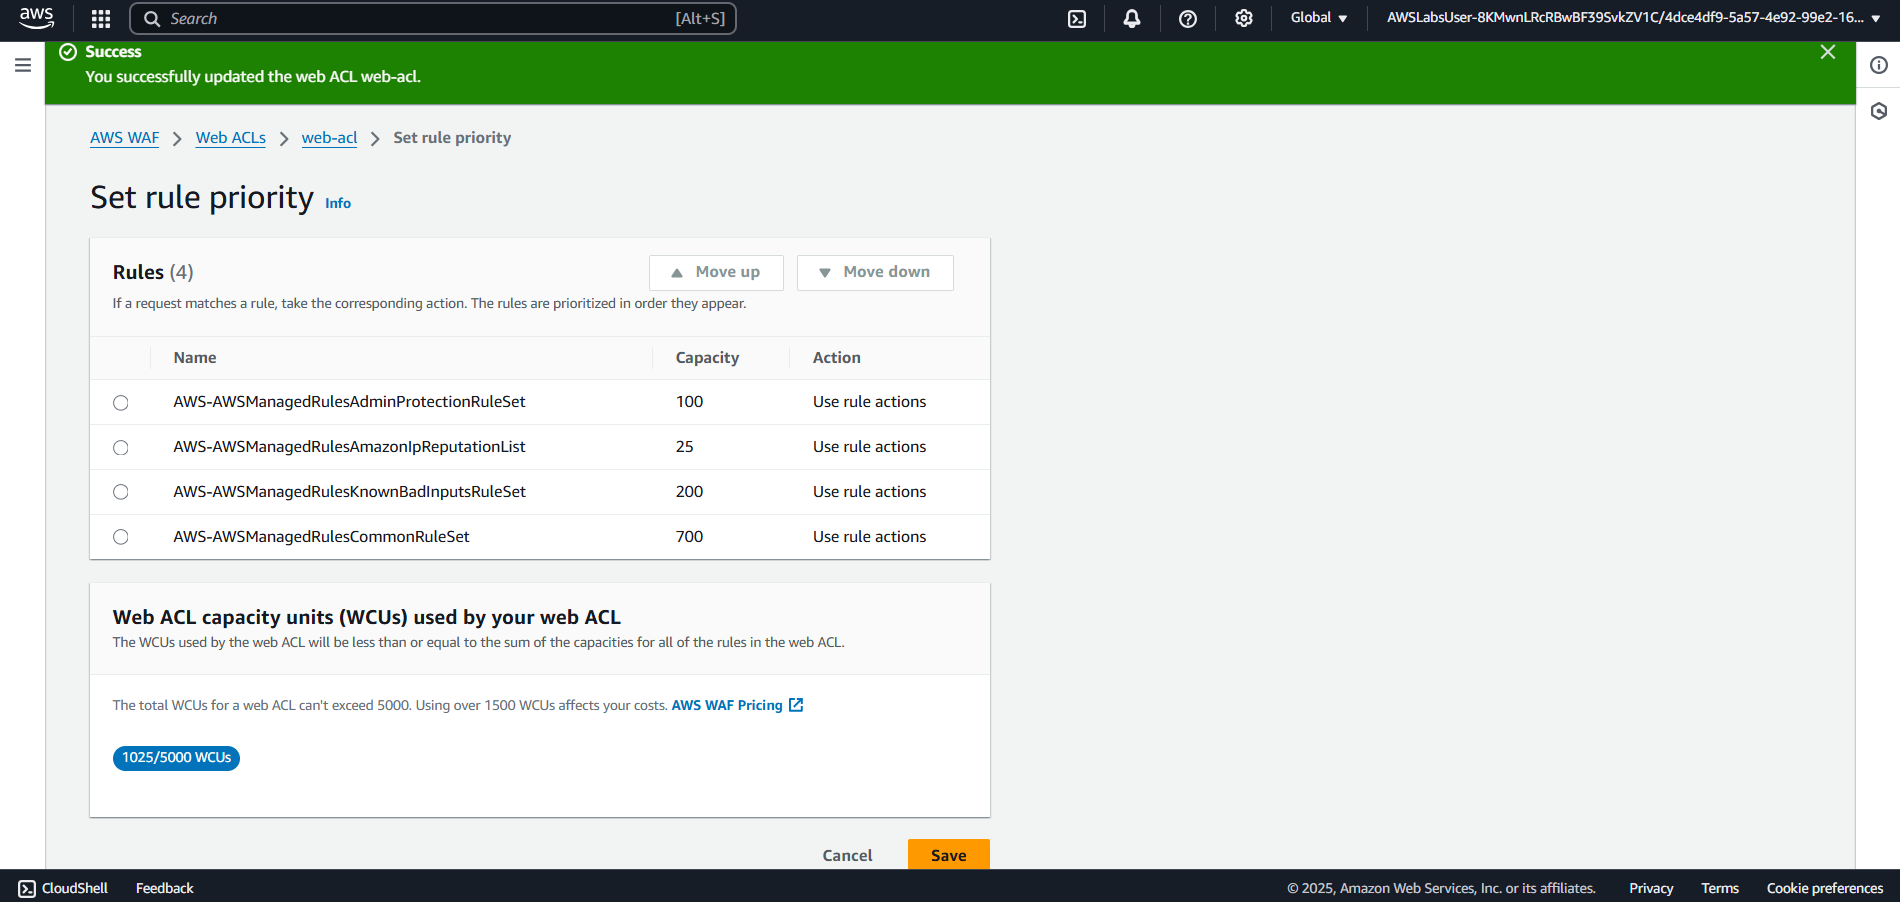 aws
Search [Alt+S]
Global
AWSLabsUser-8KMwnLRcRBwBF39SvkZV1C/4dce4df9-5a57-4e92-99e2-16...
Success
You successfully updated the web ACL web-acl.
AWS WAF > Web ACLs > web-acl > Set rule priority
Set rule priority Info
Rules (4)
Move up
Move down
If a request matches a rule, take the corresponding action. The rules are prioritized in order they appear.
Name Capacity Action
AWS-AWSManagedRulesAdminProtectionRuleSet 100 Use rule actions
AWS-AWSManagedRulesAmazonIpReputationList 25 Use rule actions
AWS-AWSManagedRulesKnownBadInputsRuleSet 200 Use rule actions
AWS-AWSManagedRulesCommonRuleSet 700 Use rule actions
Web ACL capacity units (WCUs) used by your web ACL
The WCUs used by the web ACL will be less than or equal to the sum of the capacities for all of the rules in the web ACL.
The total WCUs for a web ACL can't exceed 5000. Using over 1500 WCUs affects your costs. AWS WAF Pricing
1025/5000 WCUs
Cancel
Save
CloudShell
Feedback
© 2025, Amazon Web Services, Inc. or its affiliates.
Privacy
Terms
Cookie preferences